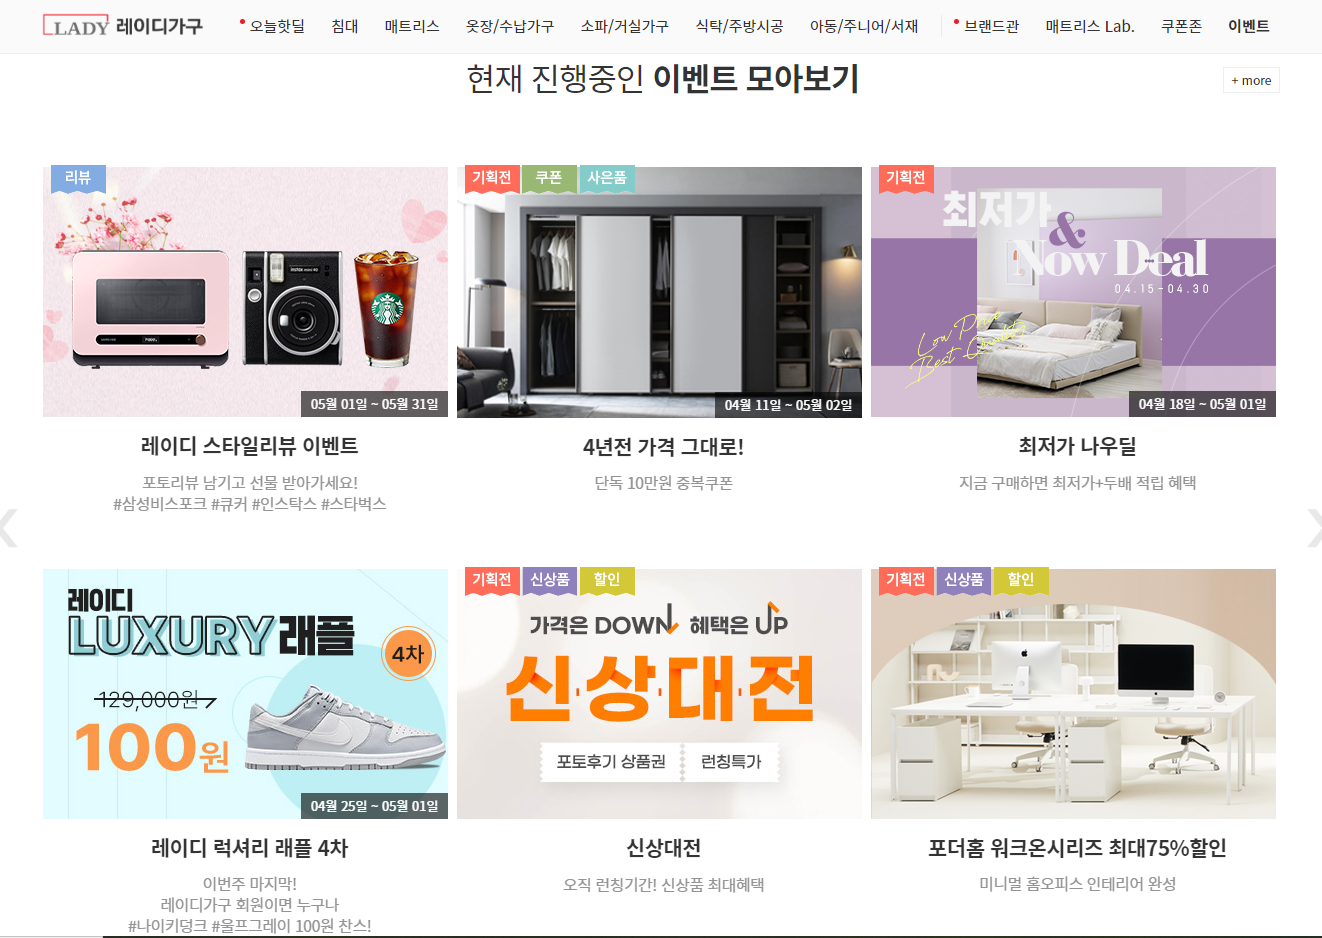 LADY 레이디가구
오늘핫딜 침대 매트리스 옷장/수납가구 소파/거실가구 식탁/주방시공 아동/주니어/서재 브랜드관 매트리스 Lab. 쿠폰존 이벤트
현재 진행중인 이벤트 모아보기
+ more
리뷰
05월 01일 ~ 05월 31일
레이디 스타일리뷰 이벤트
포토리뷰 남기고 선물 받아가세요!
#삼성비스포크 #큐커 #인스탁스 #스타벅스
기획전 쿠폰 사은품
04월 11일 ~ 05월 02일
4년전 가격 그대로!
단독 10만원 중복쿠폰
기획전
최저가
&
Now Deal
04.15-04.30
Low Price
Best Quality
04월 18일 ~ 05월 01일
최저가 나우딜
지금 구매하면 최저가+두배 적립 혜택
레이디
LUXURY 래플
4차
129,000원
100원
04월 25일 ~ 05월 01일
레이디 럭셔리 래플 4차
이번주 마지막!
레이디가구 회원이면 누구나
#나이키덩크 #울프그레이 100원 찬스!
기획전 신상품 할인
가격은 DOWN 혜택은 UP
신·상·대·전
포토후기 상품권 런칭특가
신상대전
오직 런칭기간! 신상품 최대혜택
기획전 신상품 할인
포더홈 워크온시리즈 최대75%할인
미니멀 홈오피스 인테리어 완성